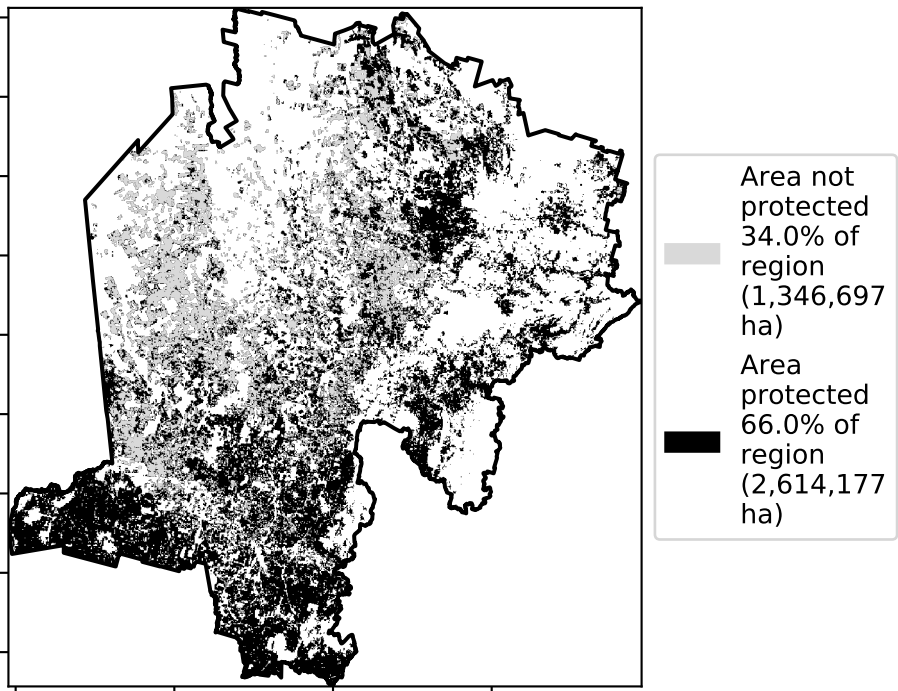 Area not
protected
34.0% of
region
(1,346,697
ha)
Area
protected
66.0% of
region
(2,614,177
ha)